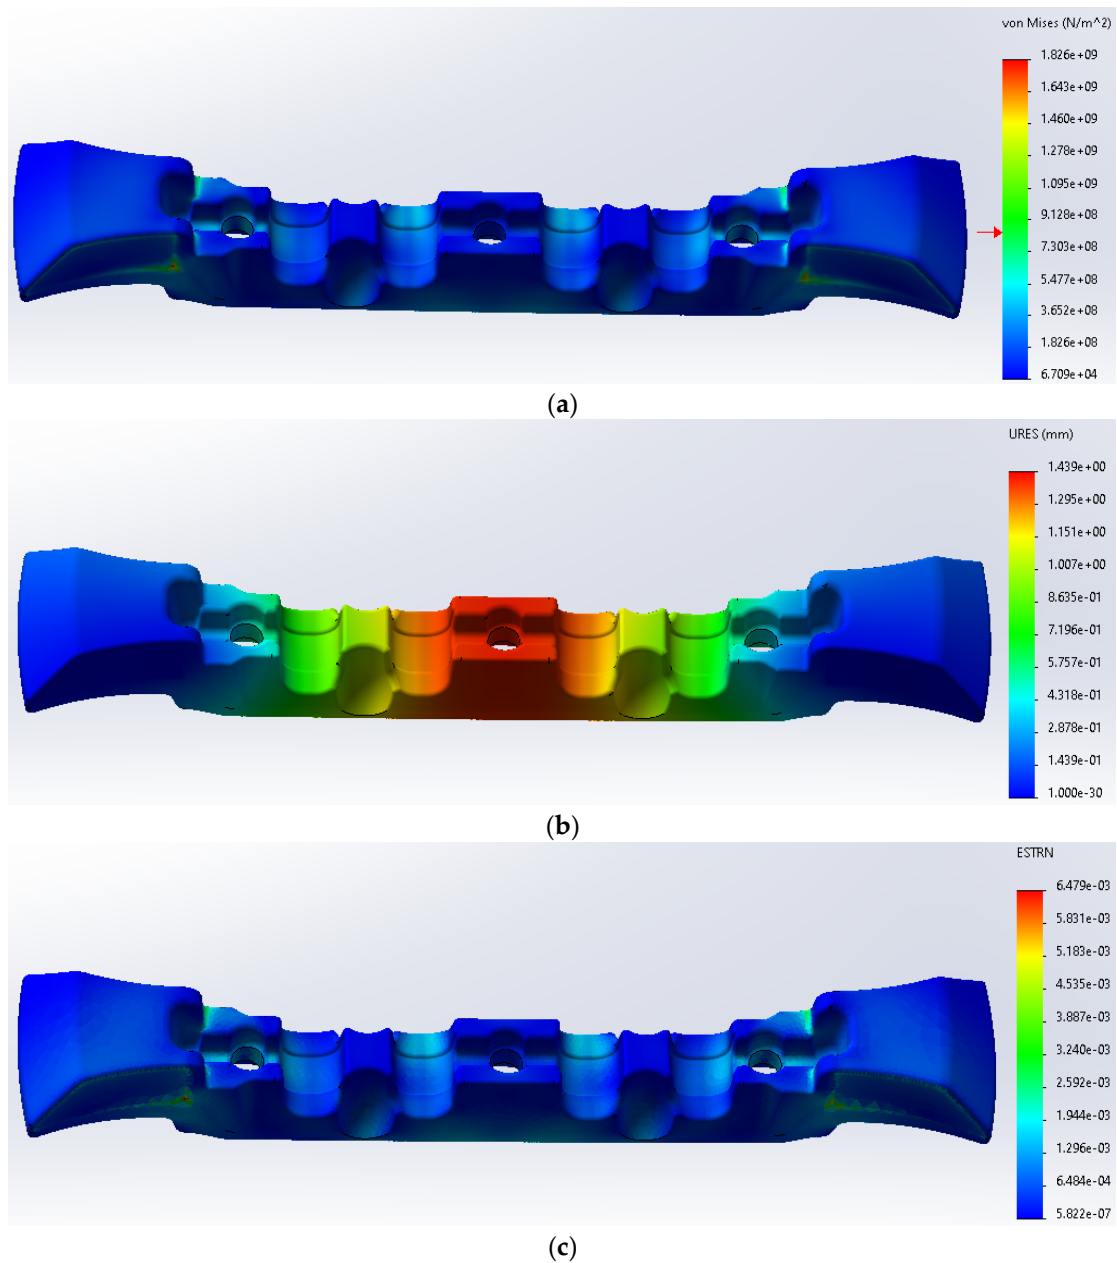 von Mises (N/m^2)
1.826e+09
1.643e+09
1.460e+09
1.278e+09
1.095e+09
9.128e+08
7.303e+08
5.477e+08
3.652e+08
1.826e+08
6.709e+04
(a)
URES (mm)
1.439e+00
1.295e+00
1.151e+00
1.007e+00
8.635e-01
7.196e-01
5.757e-01
4.318e-01
2.878e-01
1.439e-01
1.000e-30
(b)
ESTRN
6.479e-03
5.831e-03
5.183e-03
4.535e-03
3.887e-03
3.240e-03
2.592e-03
1.944e-03
1.296e-03
6.484e-04
5.822e-07
(c)